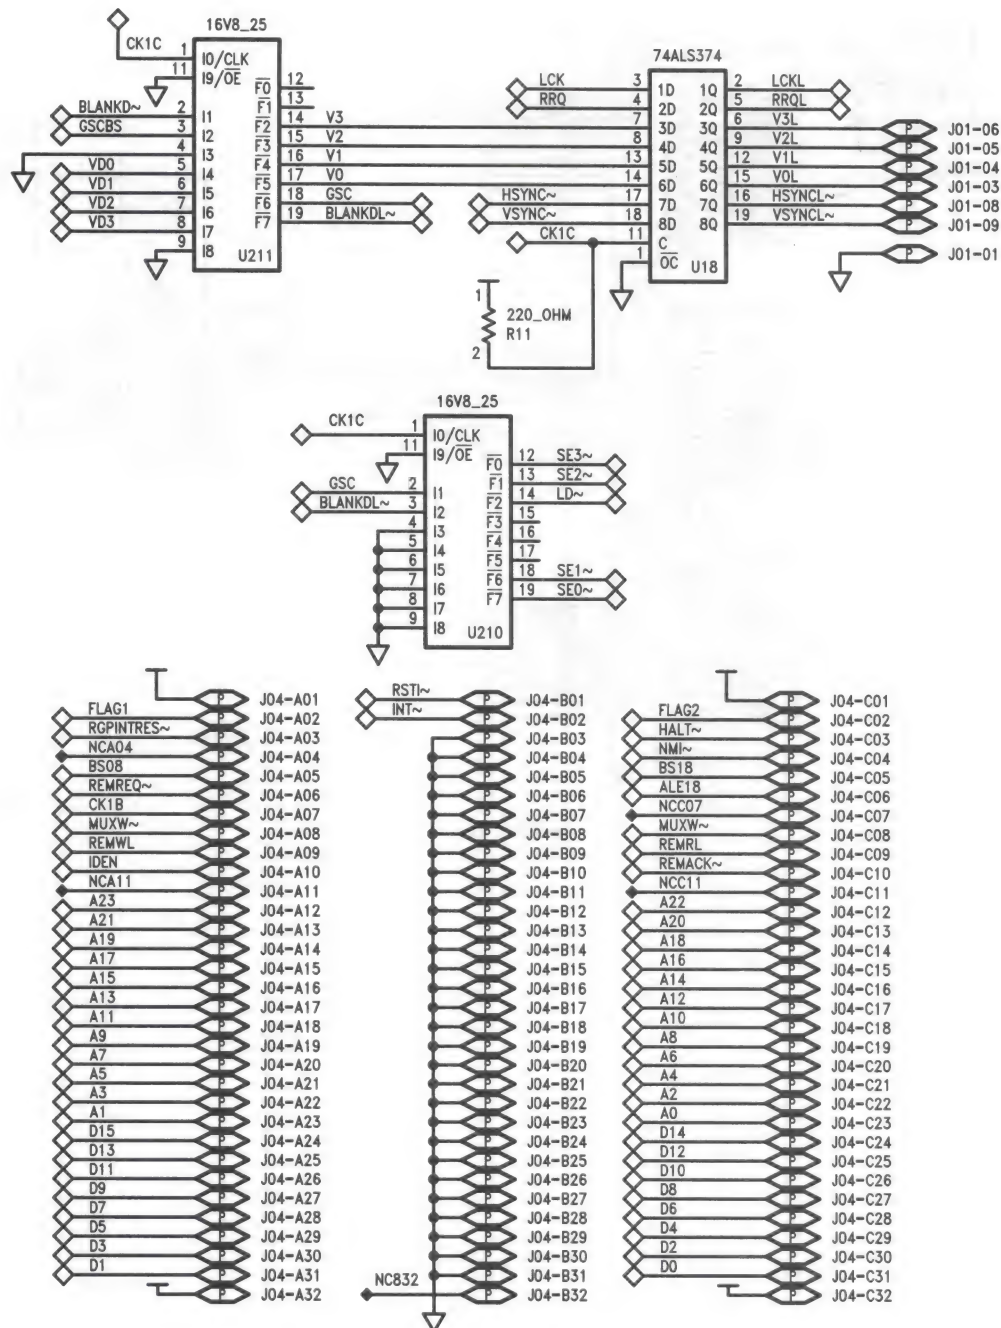 16V8_25
CK1C
1 I0/CLK
11 I9/OE
BLANKD~ 2 I1
GSCBS 3 I2
4 I3
VD0 5 I4
VD1 6 I5
VD2 7 I6
VD3 8 I7
9 I8
F0 12
F1 13
F2 14 V3
F3 15 V2
F4 16 V1
F5 17 V0
F6 18 GSC
F7 19 BLANKDL~
U211
74ALS374
LCK 3 1D 1Q 2 LCKL
RRQ 4 2D 2Q 5 RRQL
7 3D 3Q 6 V3L P J01-06
8 4D 4Q 9 V2L P J01-05
13 5D 5Q 12 V1L P J01-04
14 6D 6Q 15 V0L P J01-03
HSYNC~ 17 7D 7Q 16 HSYNCL~ P J01-08
VSYNC~ 18 8D 8Q 19 VSYNCL~ P J01-09
CK1C 11 C
1 OC U18
P J01-01
1
220_OHM
R11
2
16V8_25
CK1C 1 I0/CLK
11 I9/OE
GSC 2 I1
BLANKDL~ 3 I2
4 I3
5 I4
6 I5
7 I6
8 I7
9 I8
F0 12 SE3~
F1 13 SE2~
F2 14 LD~
F3 15
F4 16
F5 17
F6 18 SE1~
F7 19 SE0~
U210
P J04-A01
FLAG1 P J04-A02
RGPINTRES~ P J04-A03
NCA04 P J04-A04
BS08 P J04-A05
REMREQ~ P J04-A06
CK1B P J04-A07
MUXW~ P J04-A08
REMWL P J04-A09
IDEN P J04-A10
NCA11 P J04-A11
A23 P J04-A12
A21 P J04-A13
A19 P J04-A14
A17 P J04-A15
A15 P J04-A16
A13 P J04-A17
A11 P J04-A18
A9 P J04-A19
A7 P J04-A20
A5 P J04-A21
A3 P J04-A22
A1 P J04-A23
D15 P J04-A24
D13 P J04-A25
D11 P J04-A26
D9 P J04-A27
D7 P J04-A28
D5 P J04-A29
D3 P J04-A30
D1 P J04-A31
P J04-A32
RSTI~ P J04-B01
INT~ P J04-B02
P J04-B03
P J04-B04
P J04-B05
P J04-B06
P J04-B07
P J04-B08
P J04-B09
P J04-B10
P J04-B11
P J04-B12
P J04-B13
P J04-B14
P J04-B15
P J04-B16
P J04-B17
P J04-B18
P J04-B19
P J04-B20
P J04-B21
P J04-B22
P J04-B23
P J04-B24
P J04-B25
P J04-B26
P J04-B27
P J04-B28
P J04-B29
P J04-B30
P J04-B31
NC832 P J04-B32
P J04-C01
FLAG2 P J04-C02
HALT~ P J04-C03
NMI~ P J04-C04
BS18 P J04-C05
ALE18 P J04-C06
NCC07 P J04-C07
MUXW~ P J04-C08
REMRL P J04-C09
REMACK~ P J04-C10
NCC11 P J04-C11
A22 P J04-C12
A20 P J04-C13
A18 P J04-C14
A16 P J04-C15
A14 P J04-C16
A12 P J04-C17
A10 P J04-C18
A8 P J04-C19
A6 P J04-C20
A4 P J04-C21
A2 P J04-C22
A0 P J04-C23
D14 P J04-C24
D12 P J04-C25
D10 P J04-C26
D8 P J04-C27
D6 P J04-C28
D4 P J04-C29
D2 P J04-C30
D0 P J04-C31
P J04-C32